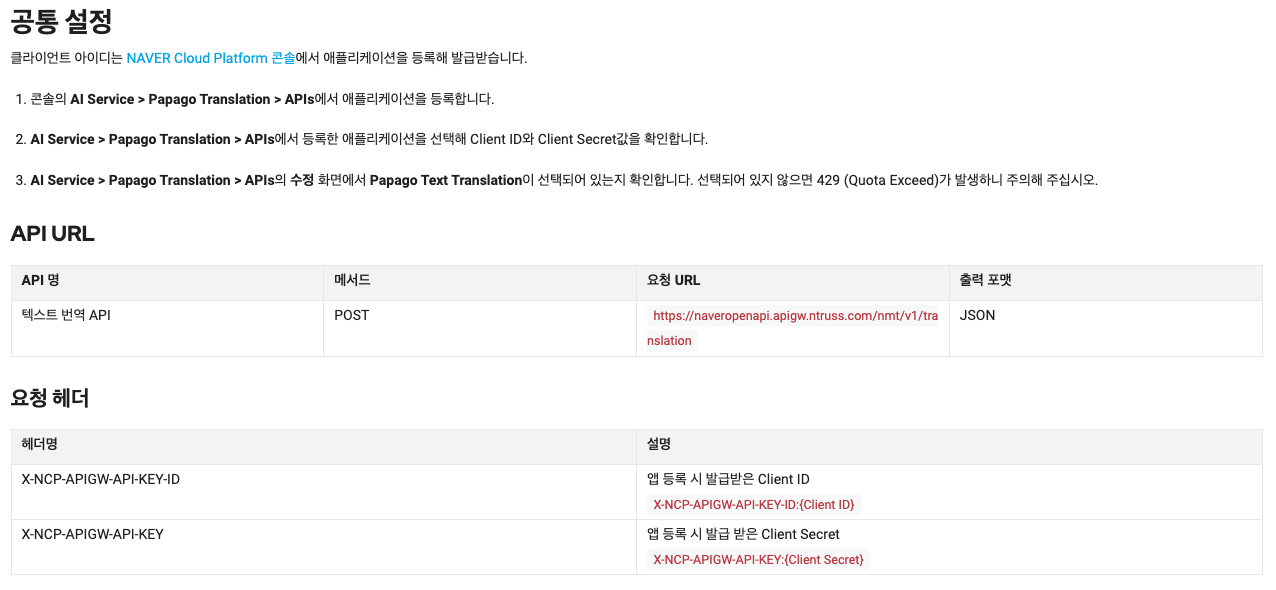 공통 설정
클라이언트 아이디는 NAVER Cloud Platform 콘솔에서 애플리케이션을 등록해 발급받습니다.
1. 콘솔의 AI Service > Papago Translation > APIs에서 애플리케이션을 등록합니다.
2. AI Service > Papago Translation > APIs에서 등록한 애플리케이션을 선택해 Client ID와 Client Secret값을 확인합니다.
3. AI Service > Papago Translation > APIs의 수정 화면에서 Papago Text Translation이 선택되어 있는지 확인합니다. 선택되어 있지 않으면 429 (Quota Exceed)가 발생하니 주의해 주십시오.
API URL
API 명 메서드 요청 URL 출력 포맷
텍스트 번역 API POST https://naveropenapi.apigw.ntruss.com/nmt/v1/tra JSON
nslation
요청 헤더
헤더명 설명
X-NCP-APIGW-API-KEY-ID 앱 등록 시 발급받은 Client ID
X-NCP-APIGW-API-KEY-ID:{Client ID}
X-NCP-APIGW-API-KEY 앱 등록 시 발급 받은 Client Secret
X-NCP-APIGW-API-KEY:{Client Secret}